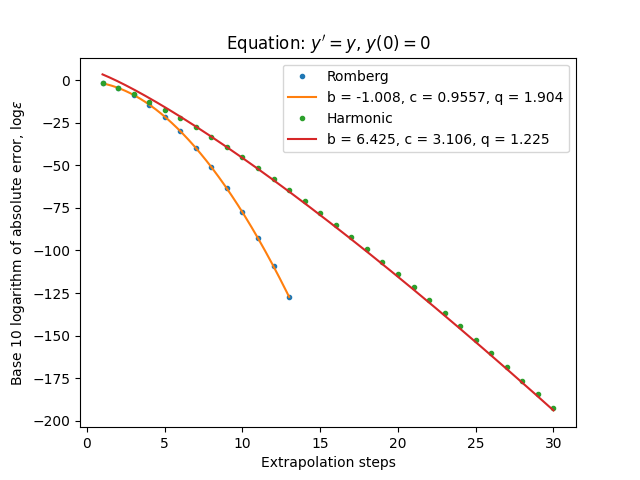 Equation: y′ = y, y(0) = 0
Base 10 logarithm of absolute error, logε
0
−25
−50
−75
−100
−125
−150
−175
−200
Romberg
b = -1.008, c = 0.9557, q = 1.904
Harmonic
b = 6.425, c = 3.106, q = 1.225
0 5 10 15 20 25 30
Extrapolation steps